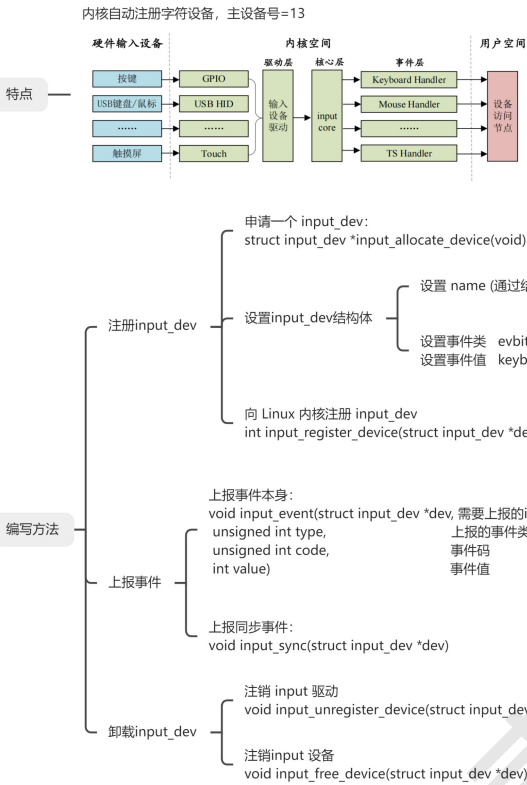 内核自动注册字符设备，主设备号=13
硬件输入设备
内核空间
用户空间
驱动层
核心层
事件层
特点
按键
GPIO
Keyboard Handler
USB键盘/鼠标
USB HID
输入
设备
驱动
input
core
Mouse Handler
设备
访问
节点
......
......
......
触摸屏
Touch
TS Handler
申请一个 input_dev：
struct input_dev *input_allocate_device(void)
设置 name (通过结
注册input_dev
设置input_dev结构体
设置事件类 evbit
设置事件值 keyb
向 Linux 内核注册 input_dev
int input_register_device(struct input_dev *de
上报事件本身：
void input_event(struct input_dev *dev, 需要上报的i
unsigned int type, 上报的事件类
unsigned int code, 事件码
int value) 事件值
编写方法
上报事件
上报同步事件：
void input_sync(struct input_dev *dev)
注销 input 驱动
void input_unregister_device(struct input_dev
卸载input_dev
注销input 设备
void input_free_device(struct input_dev *dev)